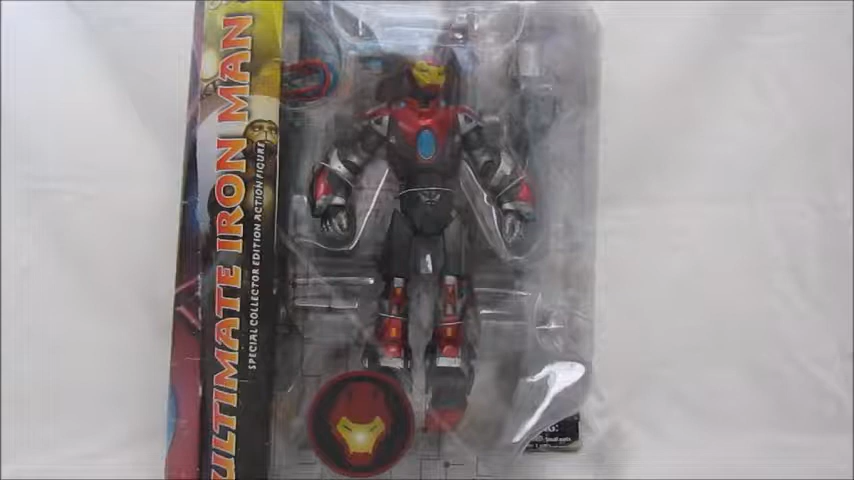 ULTIMATE IRON MAN
SPECIAL COLLECTOR EDITION ACTION FIGURE